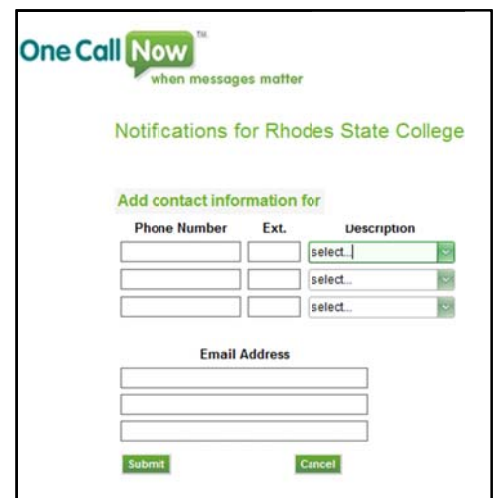 One Call Now TM
when messages matter
Notifications for Rhodes State College
Add contact information for
Phone Number Ext. Description
select...
select...
select...
Email Address
Submit Cancel